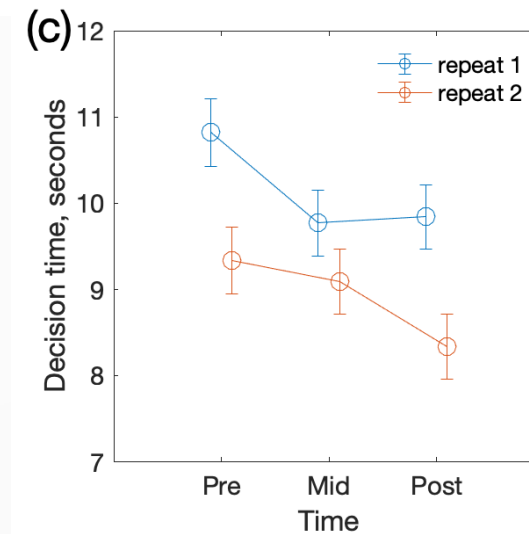 (c)
12
11
10
9
8
7
Decision time, seconds
repeat 1
repeat 2
Pre Mid Post
Time